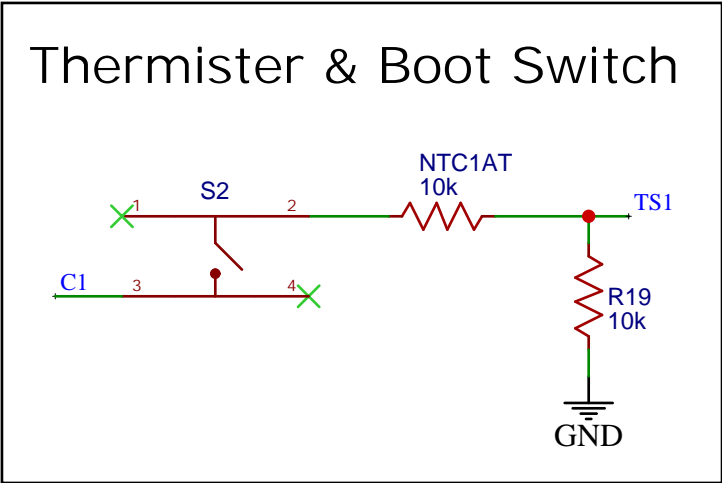 Thermister & Boot Switch
NTC1AT
10k
S2
1
2
TS1
C1
3
4
R19
10k
GND